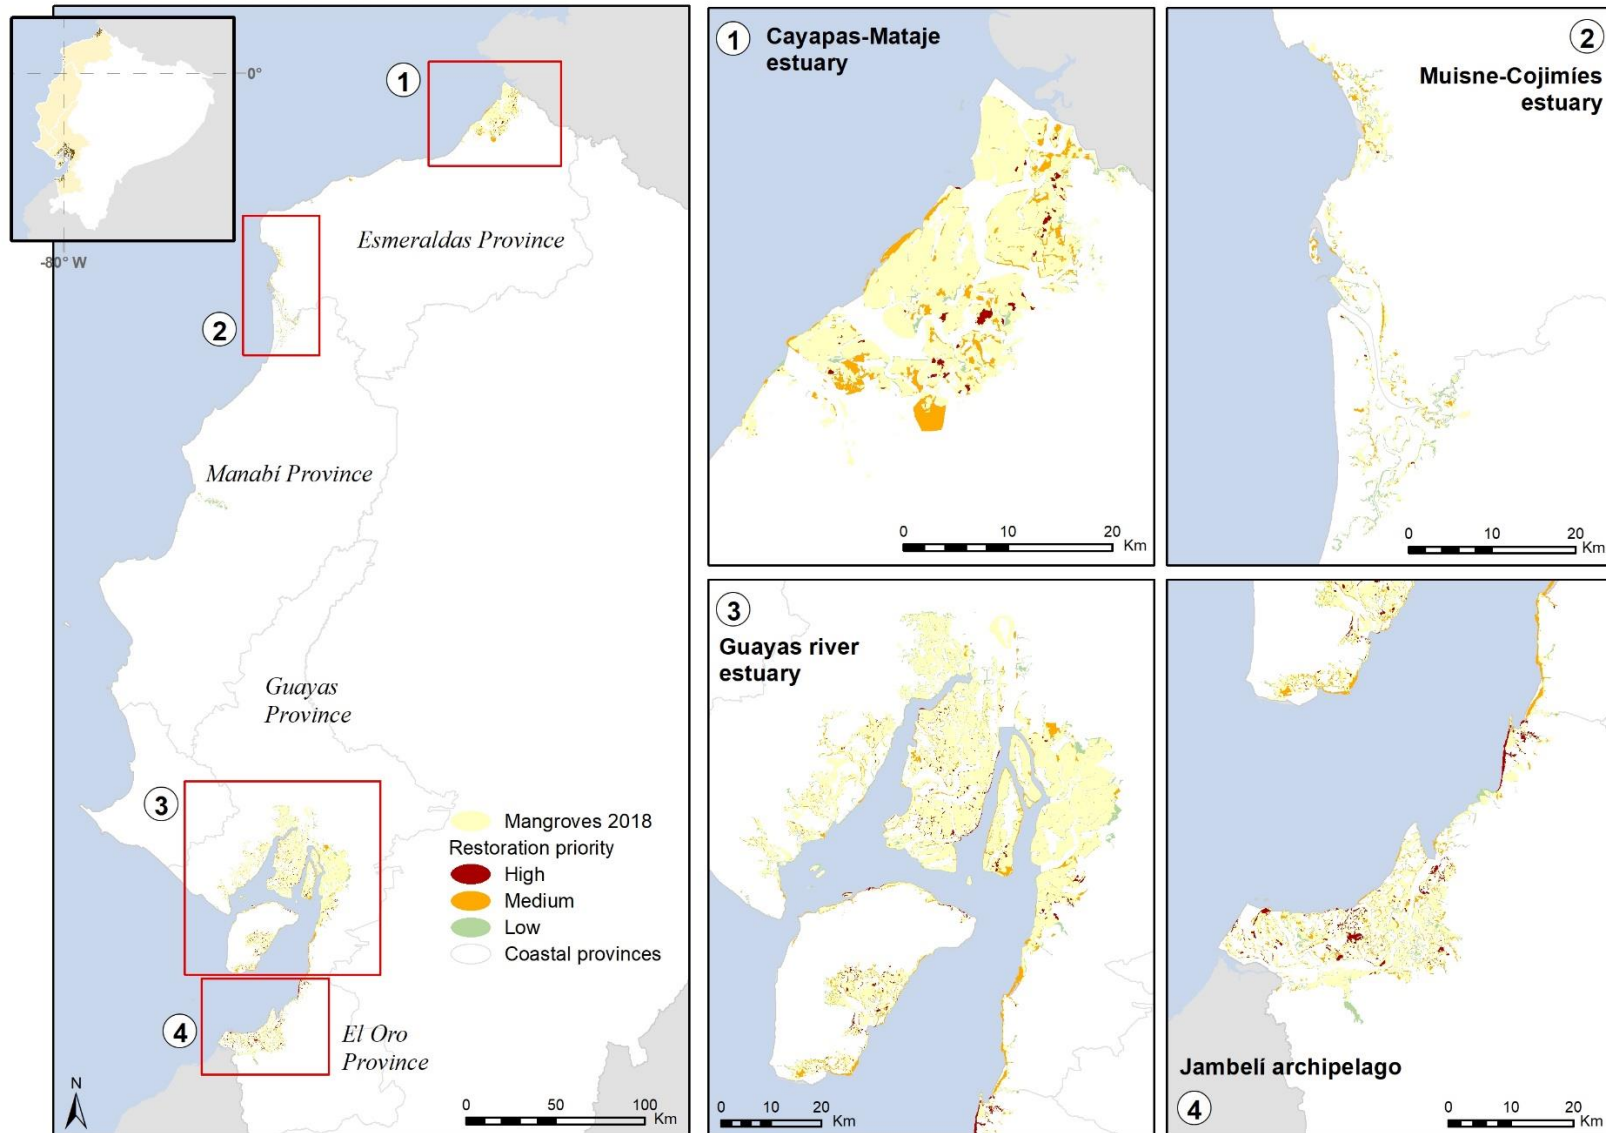 0°
-80° W
1
2
Esmeraldas Province
Manabí Province
Guayas
Province
3
4
El Oro
Province
Mangroves 2018
Restoration priority
High
Medium
Low
Coastal provinces
N
0 50 100
Km
1 Cayapas-Mataje
estuary
0 10 20
Km
2
Muisne-Cojimíes
estuary
0 10 20
Km
3
Guayas river
estuary
0 10 20
Km
Jambelí archipelago
4
0 10 20
Km